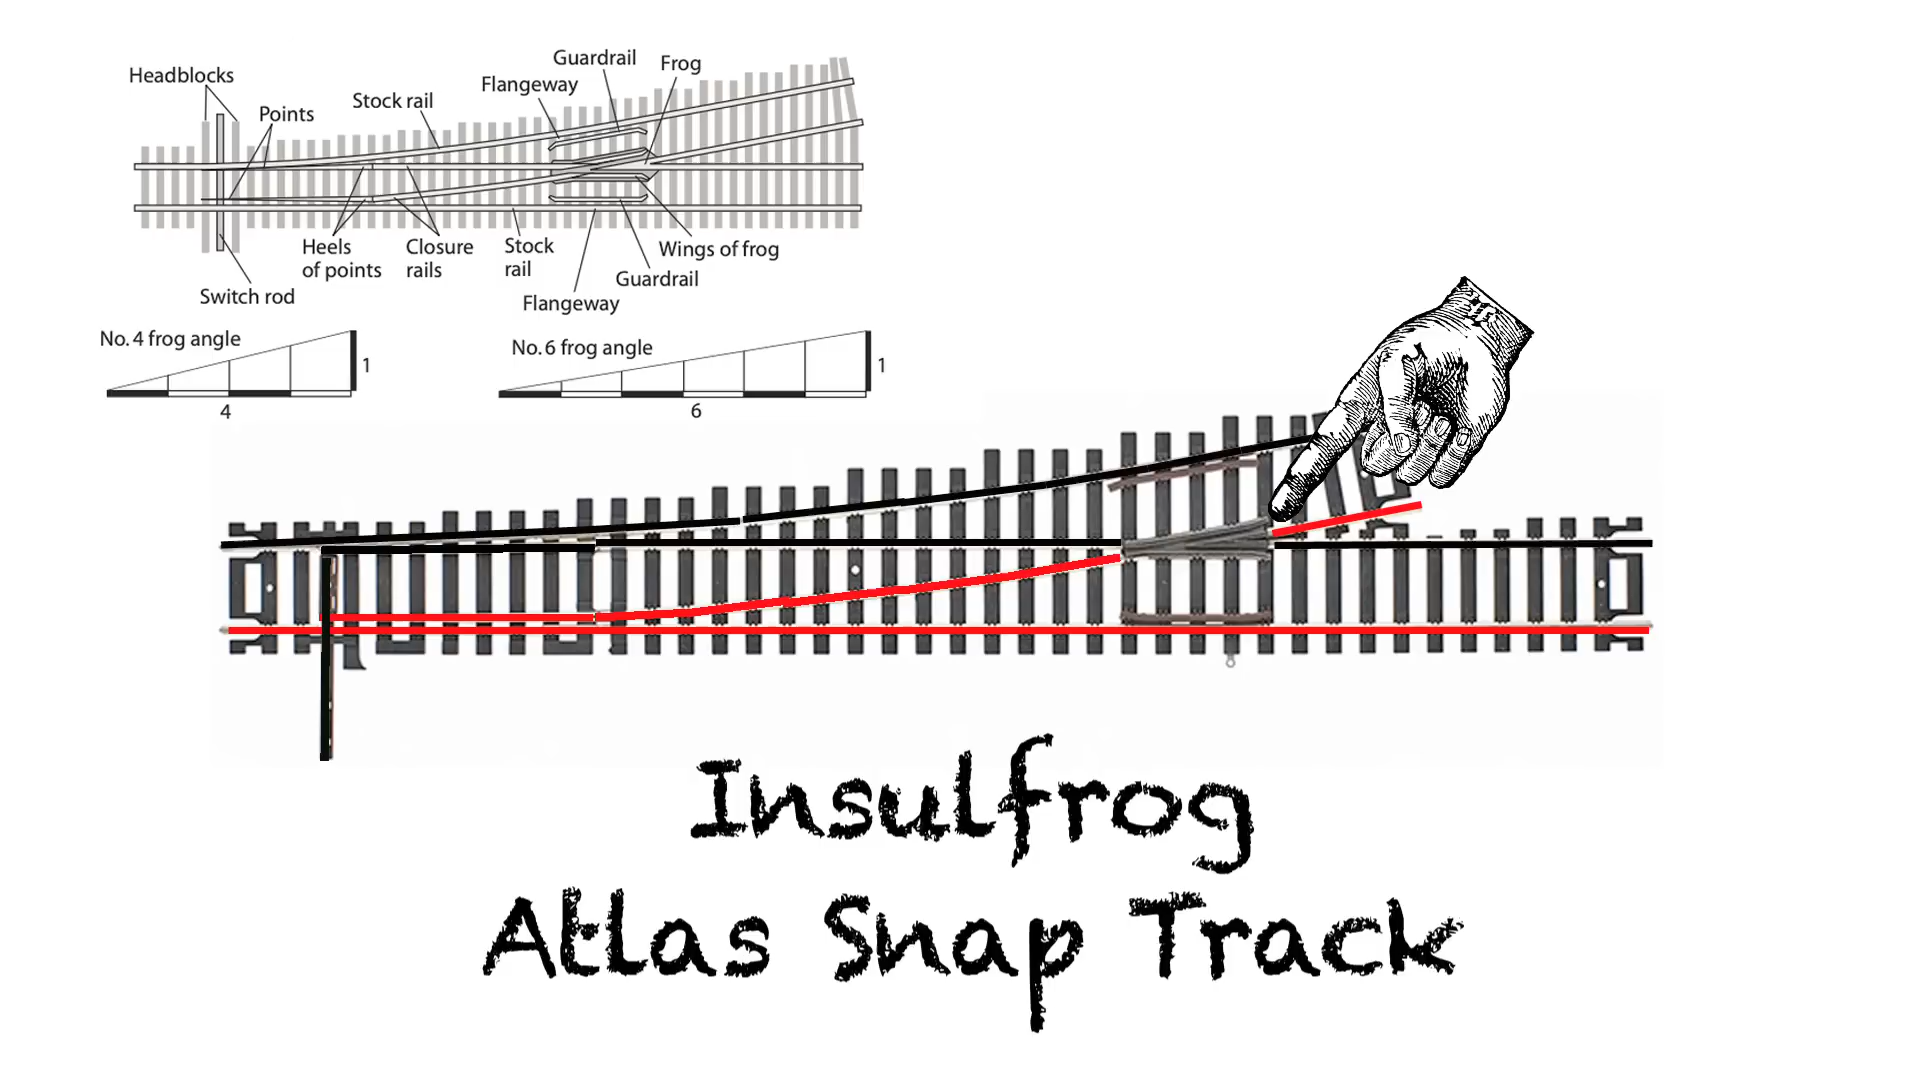 Headblocks
Points
Stock rail
Flangeway
Guardrail
Frog
Heels
of points
Closure
rails
Stock
rail
Wings of frog
Guardrail
Flangeway
Switch rod
No. 4 frog angle
1
4
No. 6 frog angle
1
6
Insulfrog
Atlas Snap Track